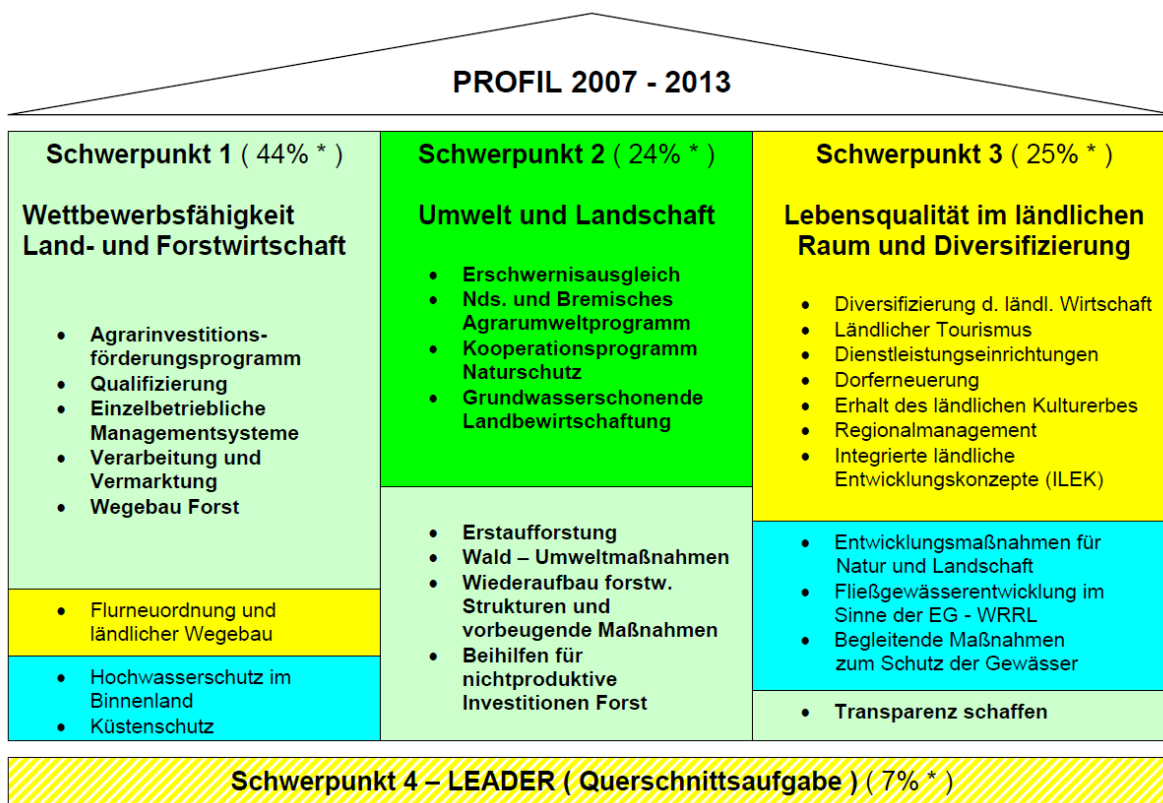 PROFIL 2007 - 2013
Schwerpunkt 1 ( 44% * )
Wettbewerbsfähigkeit
Land- und Forstwirtschaft
• Agrarinvestitions-
förderungsprogramm
• Qualifizierung
• Einzelbetriebliche
Managementsysteme
• Verarbeitung und
Vermarktung
• Wegebau Forst
• Flurneuordnung und
ländlicher Wegebau
• Hochwasserschutz im
Binnenland
• Küstenschutz
Schwerpunkt 2 ( 24% * )
Umwelt und Landschaft
• Erschwernisausgleich
• Nds. und Bremisches
Agrarumweltprogramm
• Kooperationsprogramm
Naturschutz
• Grundwasserschonende
Landbewirtschaftung
• Erstaufforstung
• Wald – Umweltmaßnahmen
• Wiederaufbau forstw.
Strukturen und
vorbeugende Maßnahmen
• Beihilfen für
nichtproduktive
Investitionen Forst
Schwerpunkt 3 ( 25% * )
Lebensqualität im ländlichen
Raum und Diversifizierung
• Diversifizierung d. ländl. Wirtschaft
• Ländlicher Tourismus
• Dienstleistungseinrichtungen
• Dorferneuerung
• Erhalt des ländlichen Kulturerbes
• Regionalmanagement
• Integrierte ländliche
Entwicklungskonzepte (ILEK)
• Entwicklungsmaßnahmen für
Natur und Landschaft
• Fließgewässerentwicklung im
Sinne der EG - WRRL
• Begleitende Maßnahmen
zum Schutz der Gewässer
• Transparenz schaffen
Schwerpunkt 4 – LEADER ( Querschnittsaufgabe ) ( 7% * )